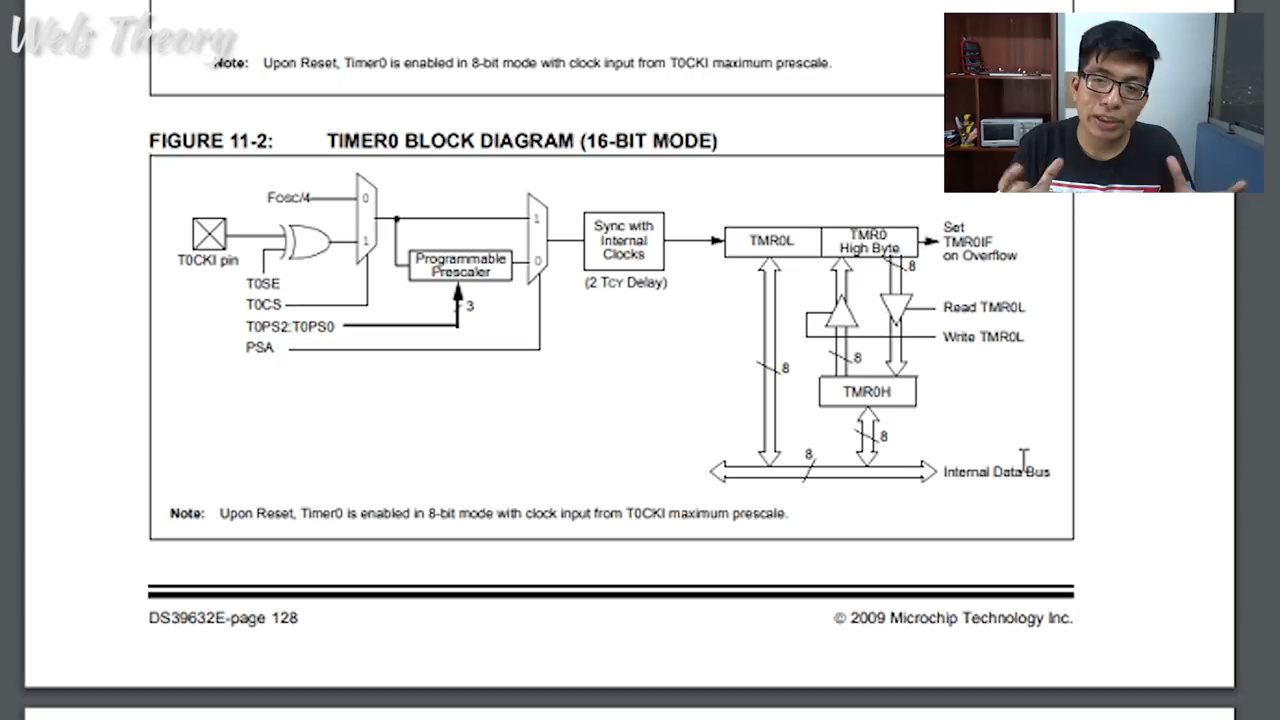 Wels Theory
Note: Upon Reset, Timer0 is enabled in 8-bit mode with clock input from T0CKI maximum prescale.
FIGURE 11-2: TIMER0 BLOCK DIAGRAM (16-BIT MODE)
Fosc/4
0
1
T0CKI pin
T0SE
T0CS
T0PS2:T0PS0
PSA
Programmable
Prescaler
3
1
0
Sync with
Internal
Clocks
(2 TCY Delay)
TMR0L
TMR0
High Byte
Set
TMR0IF
on Overflow
8
Read TMR0L
Write TMR0L
8
8
TMR0H
8
8
Internal Data Bus
Note: Upon Reset, Timer0 is enabled in 8-bit mode with clock input from T0CKI maximum prescale.
DS39632E-page 128
© 2009 Microchip Technology Inc.